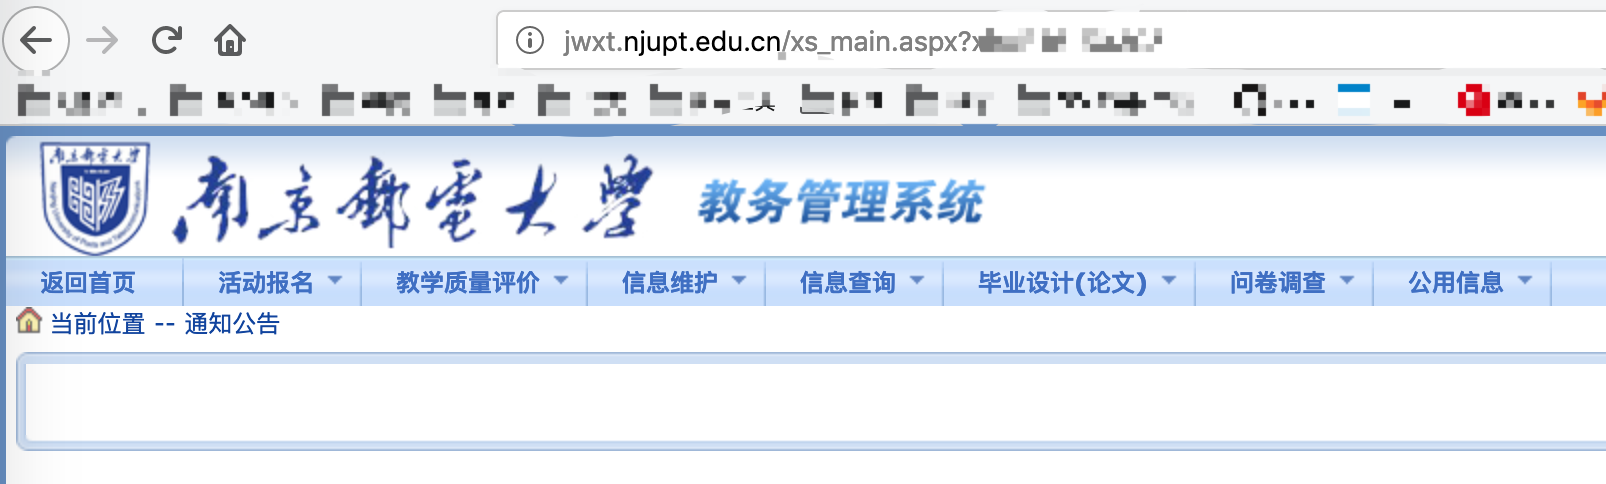 jwxt.njupt.edu.cn/xs_main.aspx?x
南京郵電大學 教务管理系统
返回首页 活动报名 教学质量评价 信息维护 信息查询 毕业设计(论文) 问卷调查 公用信息
当前位置 -- 通知公告